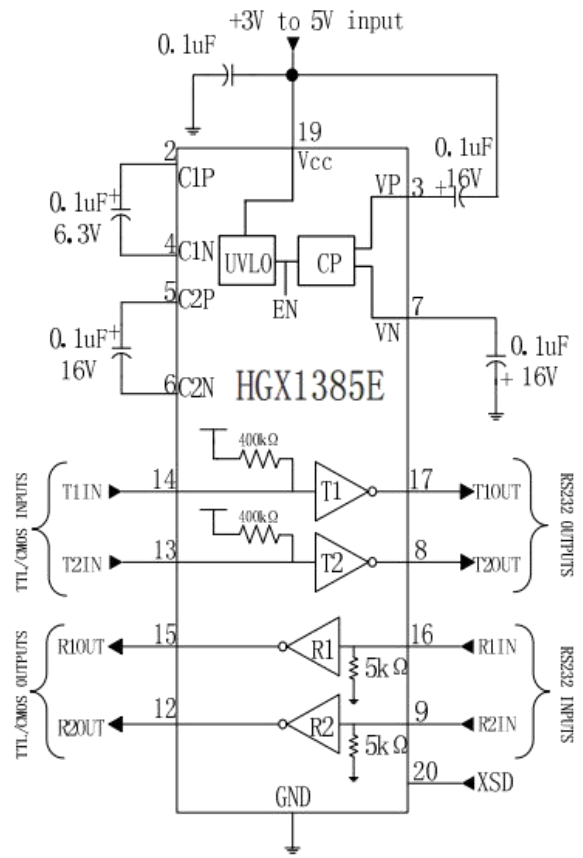 +3V to 5V input
0.1uF
19
Vcc
2
C1P
VP
3
0.1uF
+16V
0.1uF+
6.3V
4
C1N
UVLO
CP
5
C2P
EN
7
VN
0.1uF+
16V
0.1uF
+ 16V
6
C2N
HGX1385E
TTL/CMOS INPUTS
400kΩ
T1IN
14
T1
17
T1OUT
RS232 OUTPUTS
400kΩ
T2IN
13
T2
8
T2OUT
TTL/CMOS OUTPUTS
R1OUT
15
R1
16
R1IN
RS232 INPUTS
5kΩ
R2OUT
12
R2
9
R2IN
5kΩ
20
XSD
GND